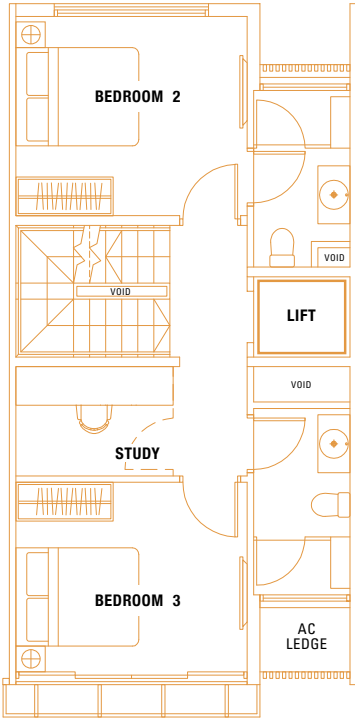 BEDROOM 2
VOID
VOID
LIFT
VOID
STUDY
BEDROOM 3
AC
LEDGE